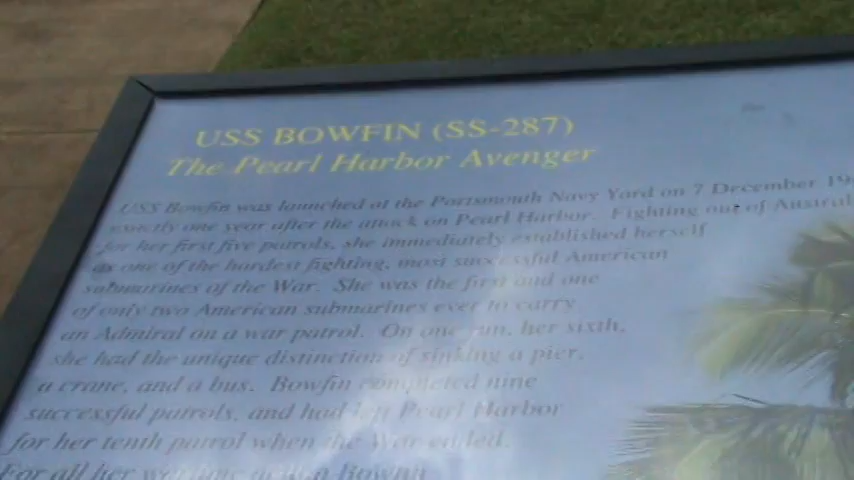 USS BOWFIN (SS-287)
The Pearl Harbor Avenger
USS Bowfin was launched at the Portsmouth Navy Yard on 7 December
exactly one year after the attack on Pearl Harbor. Fighting out of
for her first five patrols, she immediately established herself
as one of the hardest fighting, most successful American
submarines of the War. She was the first and one
of only two American submarines ever to carry
an Admiral on a war patrol. On one run, her sixth,
she had the unique distinction of sinking a pier,
a crane, and a bus. Bowfin completed nine
successful patrols, and had left Pearl Harbor
for her tenth patrol when the War ended.
For all her wartime action Bowfin